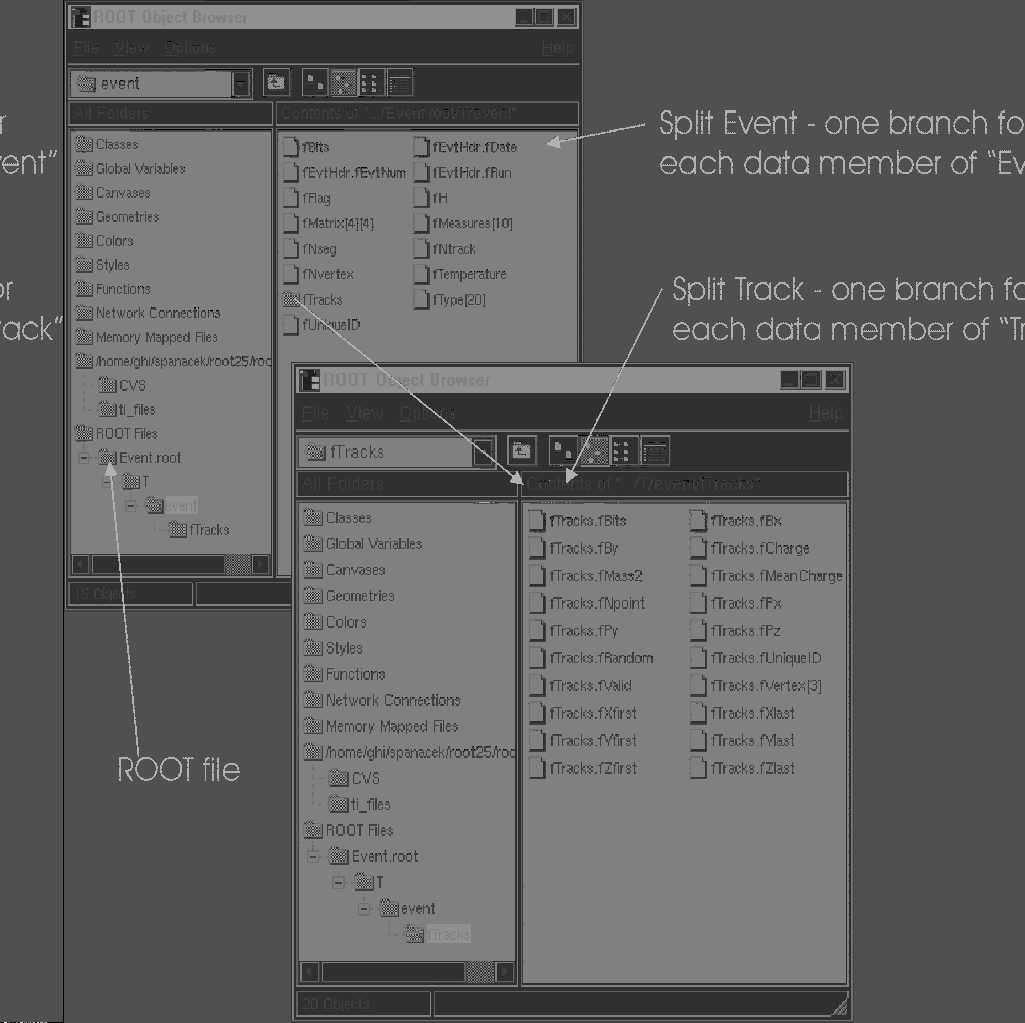 ROOT Object Browser
File View Options Help
event
All Folders
Contents of ".../Event.root/T/event"
Classes
Global Variables
Canvases
Geometries
Colors
Styles
Functions
Network Connections
Memory Mapped Files
/home/ghi/spanacek/root25/roo
CVS
ti_files
ROOT Files
Event.root
T
event
fTracks
15 Objects
fBits fEvtHdr.fDate
fEvtHdr.fEvtNum fEvtHdr.fRun
fFlag fH
fMatrix[4][4] fMeasures[10]
fNseg fNtrack
fNvertex fTemperature
fTracks fType[20]
fUniqueID
r
ent"
or
ack"
Split Event - one branch fo
each data member of "Ev
Split Track - one branch fo
each data member of "Tr
ROOT file
ROOT Object Browser
File View Options Help
fTracks
All Folders
Contents of ".../T/event/fTracks"
Classes
Global Variables
Canvases
Geometries
Colors
Styles
Functions
Network Connections
Memory Mapped Files
/home/ghi/spanacek/root25/roo
CVS
ti_files
ROOT Files
Event.root
T
event
fTracks
fTracks.fBits fTracks.fBx
fTracks.fBy fTracks.fCharge
fTracks.fMass2 fTracks.fMeanCharge
fTracks.fNpoint fTracks.fPx
fTracks.fPy fTracks.fPz
fTracks.fRandom fTracks.fUniqueID
fTracks.fValid fTracks.fVertex[3]
fTracks.fXfirst fTracks.fXlast
fTracks.fYfirst fTracks.fYlast
fTracks.fZfirst fTracks.fZlast
20 Objects.